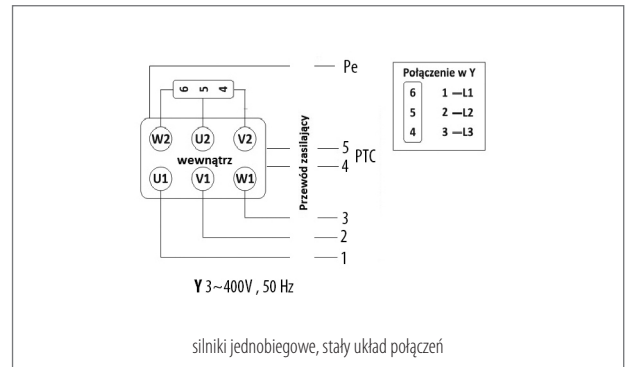 Pe
6 5 4
W2 U2 V2
wewnątrz
U1 V1 W1
Przewód zasilający
5
4
PTC
3
2
1
Połączenie w Y
6 1 —L1
5 2 —L2
4 3 —L3
Y 3~400V , 50 Hz
silniki jednobiegowe, stały układ połączeń